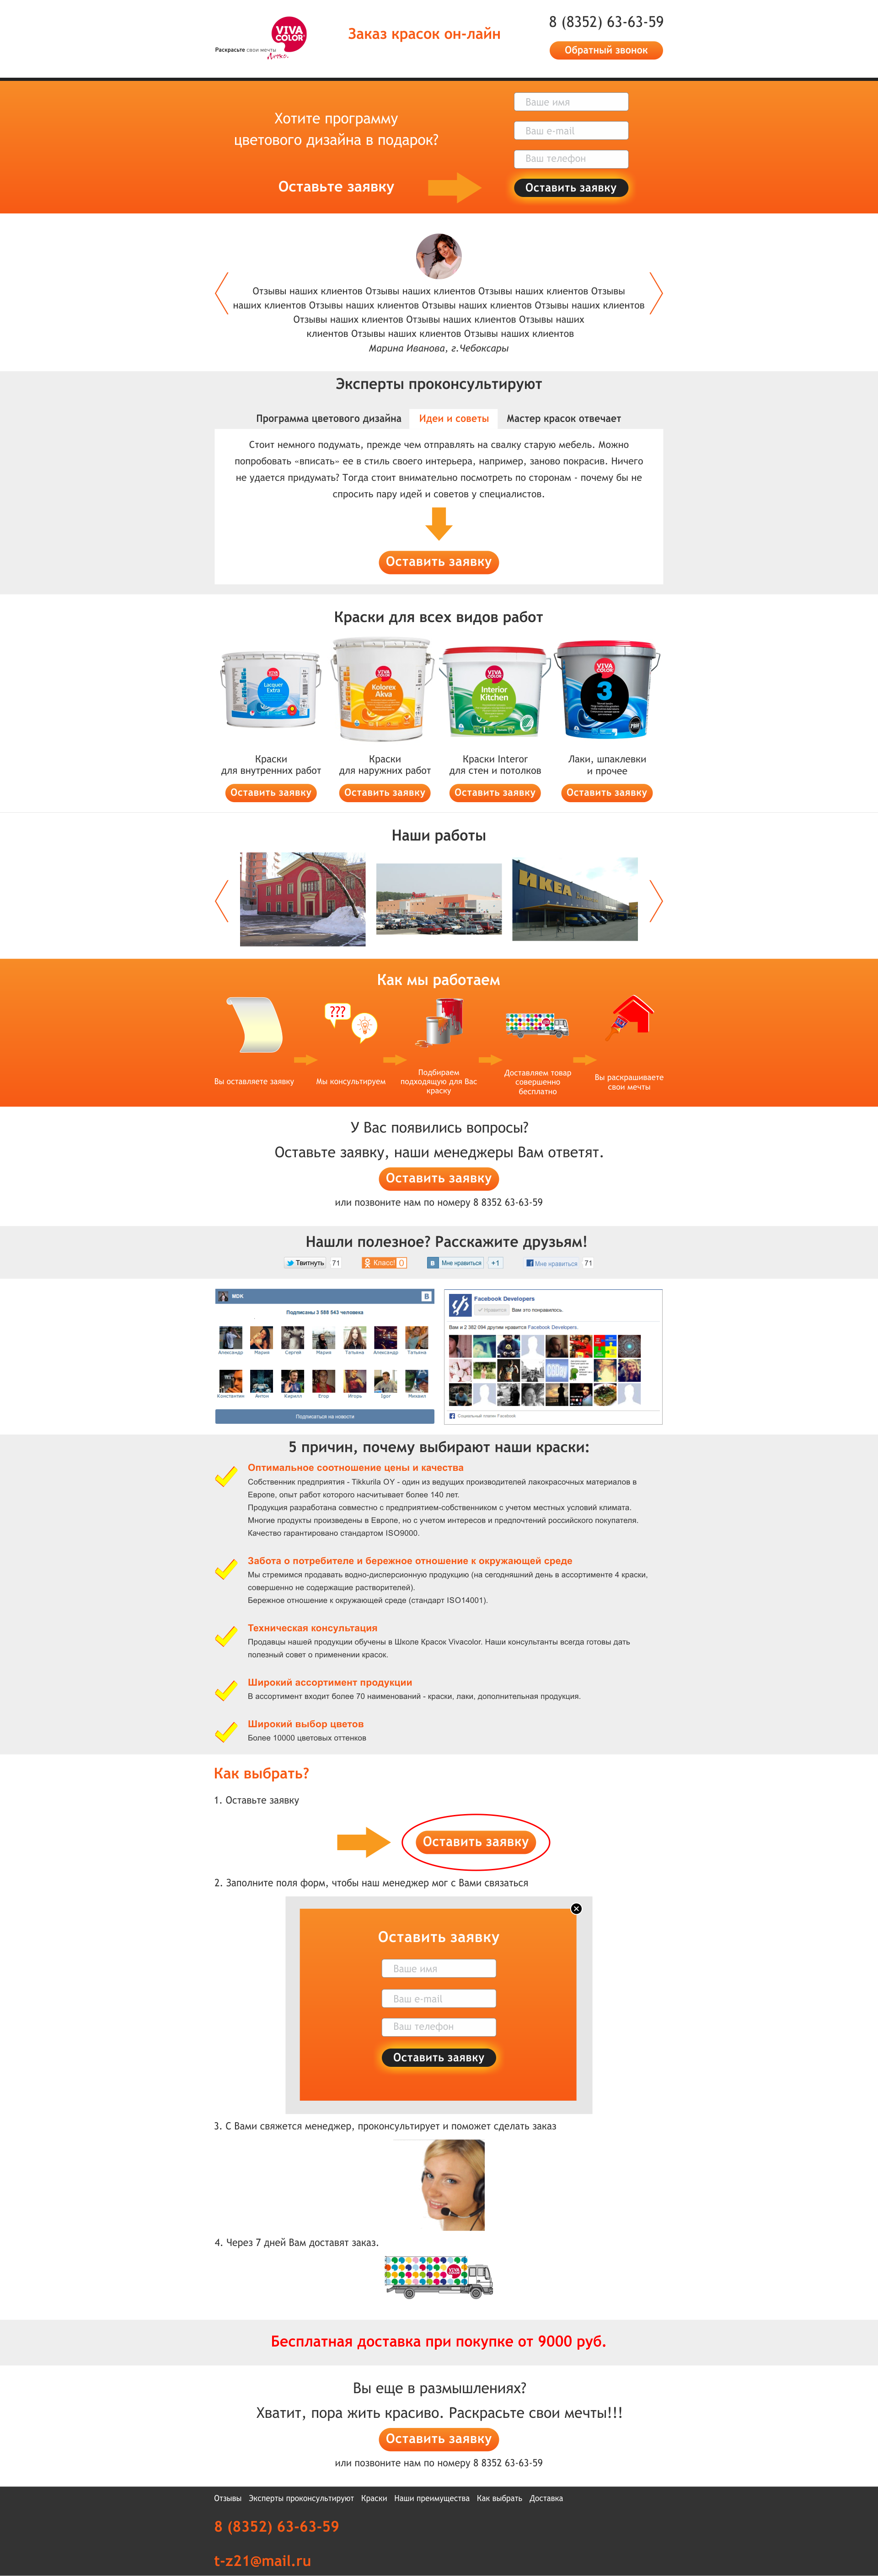 Раскрасьте свои мечты
Легко.
VIVA
COLOR
Заказ красок он-лайн
8 (8352) 63-63-59
Обратный звонок
Хотите программу
цветового дизайна в подарок?
Оставьте заявку
Ваше имя
Ваш e-mail
Ваш телефон
Оставить заявку
Отзывы наших клиентов Отзывы наших клиентов Отзывы наших клиентов Отзывы
наших клиентов Отзывы наших клиентов Отзывы наших клиентов Отзывы наших клиентов
Отзывы наших клиентов Отзывы наших клиентов Отзывы наших
клиентов Отзывы наших клиентов Отзывы наших клиентов
Марина Иванова, г.Чебоксары
Эксперты проконсультируют
Программа цветового дизайна Идеи и советы Мастер красок отвечает
Стоит немного подумать, прежде чем отправлять на свалку старую мебель. Можно
попробовать «вписать» ее в стиль своего интерьера, например, заново покрасив. Ничего
не удается придумать? Тогда стоит внимательно посмотреть по сторонам - почему бы не
спросить пару идей и советов у специалистов.
Оставить заявку
Краски для всех видов работ
VIVA COLOR
Lacquer
Extra
VIVA COLOR
Kolorex
Akva
VIVA COLOR
Interior
Kitchen
VIVA COLOR
3
Краски
для внутренних работ
Краски
для наружних работ
Краски Interor
для стен и потолков
Лаки, шпаклевки
и прочее
Оставить заявку
Оставить заявку
Оставить заявку
Оставить заявку
Наши работы
ИКЕА
Как мы работаем
???
Вы оставляете заявку
Мы консультируем
Подбираем
подходящую для Вас
краску
Доставляем товар
совершенно
бесплатно
Вы раскрашиваете
свои мечты
У Вас появились вопросы?
Оставьте заявку, наши менеджеры Вам ответят.
Оставить заявку
или позвоните нам по номеру 8 8352 63-63-59
Нашли полезное? Расскажите друзьям!
Твитнуть 71
Класс! 0
В Мне нравиться +1
Мне нравиться 71
MDK
В
Подписаны 3 588 543 человека
Александр Мария Сергей Мария Татьяна Александр Татьяна
Константин Антон Кирилл Егор Игорь Igor Михаил
Подписаться на новости
Facebook Developers
Нравится Вам это понравилось.
Вам и 2 382 094 другим нравится Facebook Developers.
Социальный плагин Facebook
5 причин, почему выбирают наши краски:
Оптимальное соотношение цены и качества
Собственник предприятия - Tikkurila OY - один из ведущих производителей лакокрасочных материалов в
Европе, опыт работ которого насчитывает более 140 лет.
Продукция разработана совместно с предприятием-собственником с учетом местных условий климата.
Многие продукты произведены в Европе, но с учетом интересов и предпочтений российского покупателя.
Качество гарантировано стандартом ISO9000.
Забота о потребителе и бережное отношение к окружающей среде
Мы стремимся продавать водно-дисперсионную продукцию (на сегодняшний день в ассортименте 4 краски,
совершенно не содержащие растворителей).
Бережное отношение к окружающей среде (стандарт ISO14001).
Техническая консультация
Продавцы нашей продукции обучены в Школе Красок Vivacolor. Наши консультанты всегда готовы дать
полезный совет о применении красок.
Широкий ассортимент продукции
В ассортимент входит более 70 наименований - краски, лаки, дополнительная продукция.
Широкий выбор цветов
Более 10000 цветовых оттенков
Как выбрать?
1. Оставьте заявку
Оставить заявку
2. Заполните поля форм, чтобы наш менеджер мог с Вами связаться
Оставить заявку
Ваше имя
Ваш e-mail
Ваш телефон
Оставить заявку
3. С Вами свяжется менеджер, проконсультирует и поможет сделать заказ
4. Через 7 дней Вам доставят заказ.
VIVA COLOR
Бесплатная доставка при покупке от 9000 руб.
Вы еще в размышлениях?
Хватит, пора жить красиво. Раскрасьте свои мечты!!!
Оставить заявку
или позвоните нам по номеру 8 8352 63-63-59
Отзывы Эксперты проконсультируют Краски Наши преимущества Как выбрать Доставка
8 (8352) 63-63-59
t-z21@mail.ru